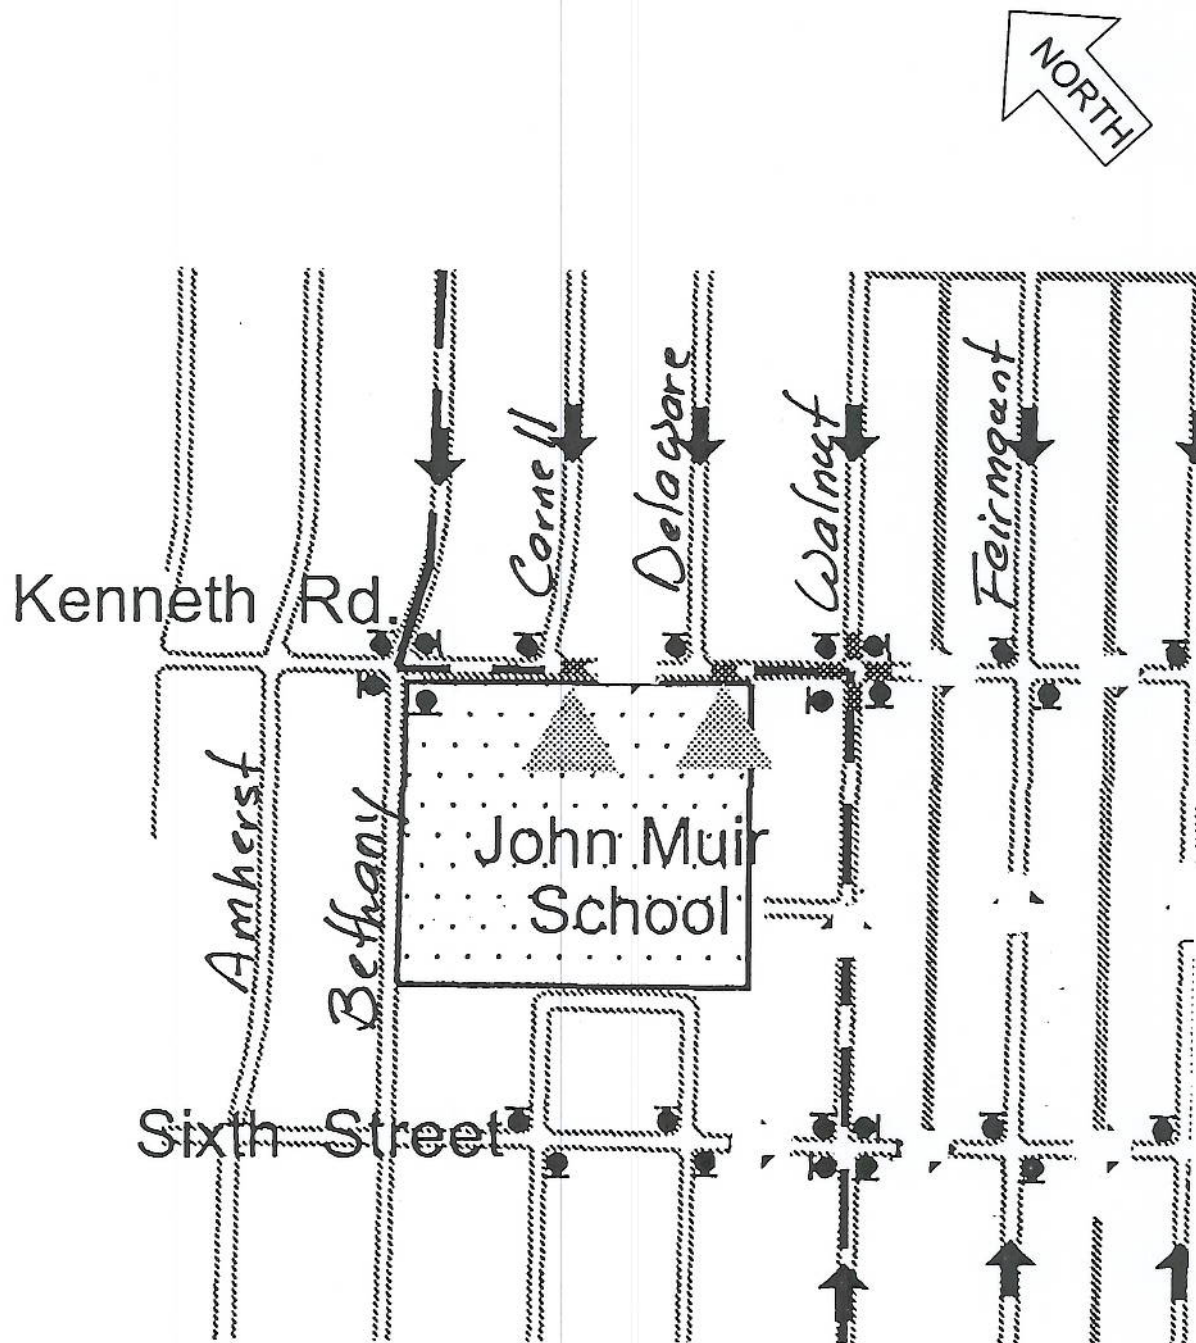 NORTH
Cornell
Delaware
Walnut
Fairmount
Kenneth Rd.
Amherst
Bethany
John Muir
School
Sixth Street